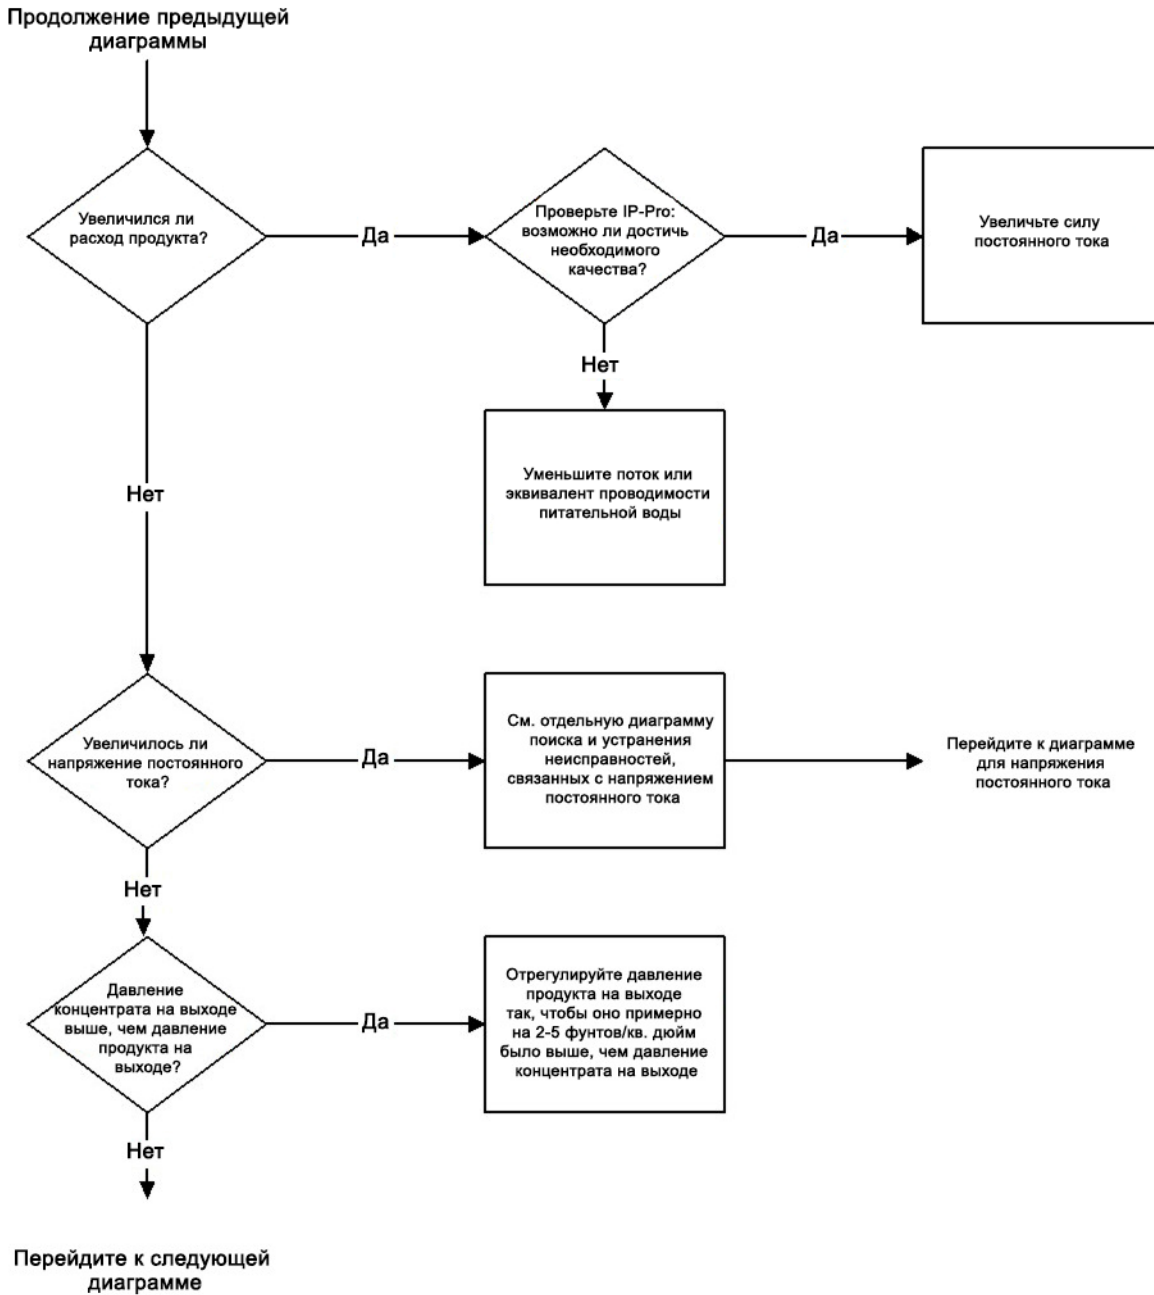 Продолжение предыдущей
диаграммы
Увеличился ли
расход продукта?
Да
Проверьте IP-Pro:
возможно ли достичь
необходимого
качества?
Да
Увеличьте силу
постоянного тока
Нет
Уменьшите поток или
эквивалент проводимости
питательной воды
Нет
Увеличилось ли
напряжение постоянного
тока?
Да
См. отдельную диаграмму
поиска и устранения
неисправностей,
связанных с напряжением
постоянного тока
Перейдите к диаграмме
для напряжения
постоянного тока
Нет
Давление
концентрата на выходе
выше, чем давление
продукта на
выходе?
Да
Отрегулируйте давление
продукта на выходе
так, чтобы оно примерно
на 2-5 фунтов/кв. дюйм
было выше, чем давление
концентрата на выходе
Нет
Перейдите к следующей
диаграмме